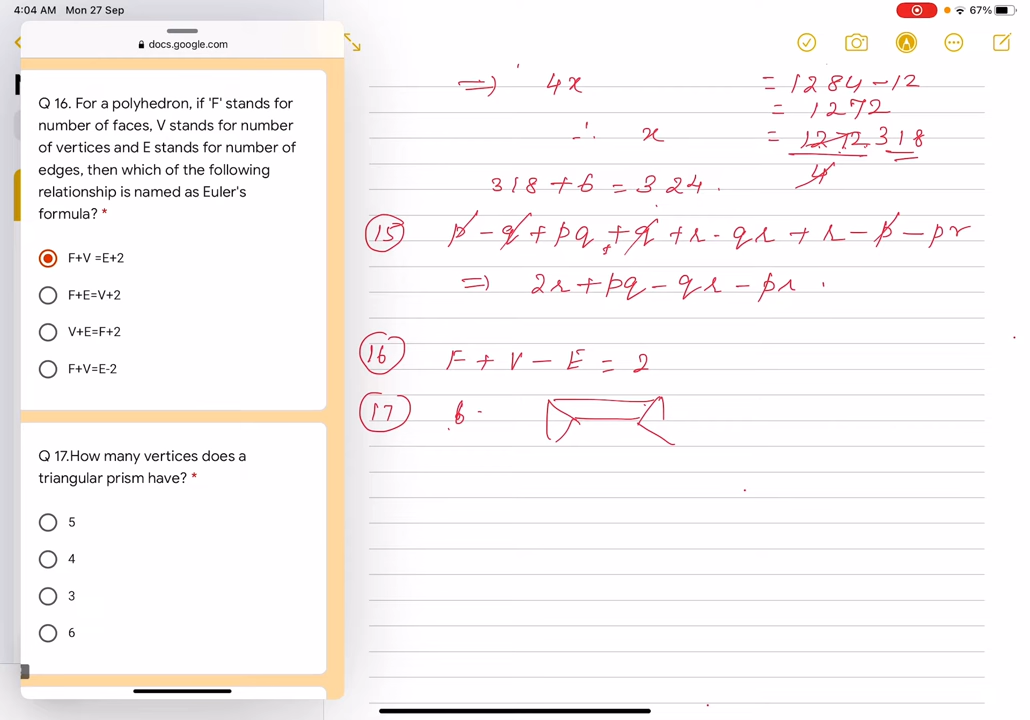 4:04 AM Mon 27 Sep
67%
docs.google.com
Q 16. For a polyhedron, if 'F' stands for
number of faces, V stands for number
of vertices and E stands for number of
edges, then which of the following
relationship is named as Euler's
formula? *
F+V =E+2
F+E=V+2
V+E=F+2
F+V=E-2
Q 17.How many vertices does a
triangular prism have? *
5
4
3
6
=> 4x = 1284-12
= 1272
∴ x = 1272 318
4
318 + 6 = 324.
15 p - q + pq + q + r - qr + r - p - pr
=> 2r + pq - qr - pr.
16 F + V - E = 2
17 6.